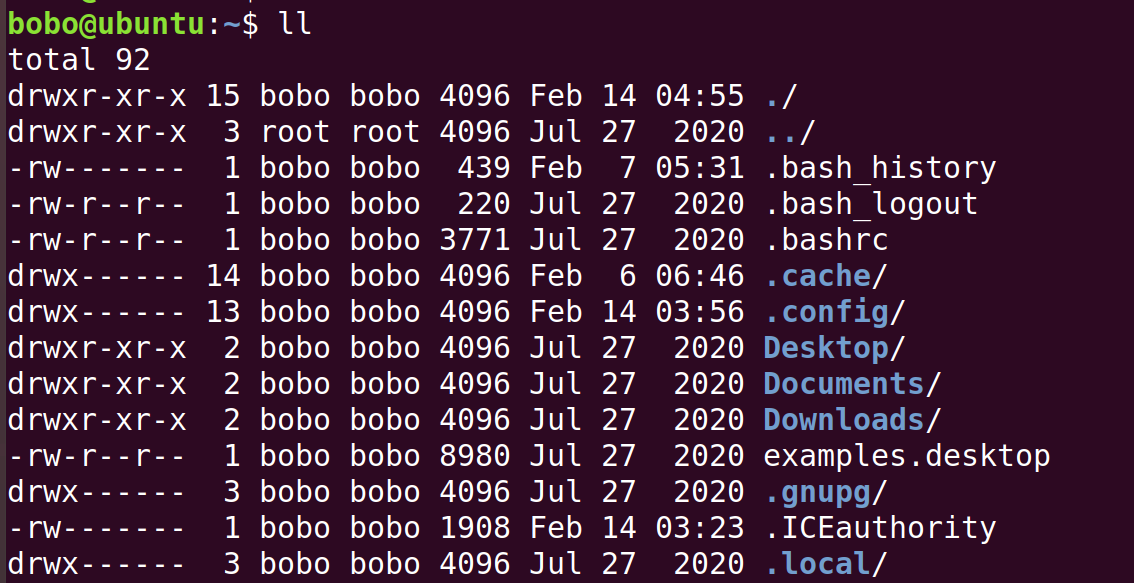 bobo@ubuntu:~$ ll
total 92
drwxr-xr-x 15 bobo bobo 4096 Feb 14 04:55 ./
drwxr-xr-x  3 root root 4096 Jul 27  2020 ../
-rw-------  1 bobo bobo  439 Feb  7 05:31 .bash_history
-rw-r--r--  1 bobo bobo  220 Jul 27  2020 .bash_logout
-rw-r--r--  1 bobo bobo 3771 Jul 27  2020 .bashrc
drwx------ 14 bobo bobo 4096 Feb  6 06:46 .cache/
drwx------ 13 bobo bobo 4096 Feb 14 03:56 .config/
drwxr-xr-x  2 bobo bobo 4096 Jul 27  2020 Desktop/
drwxr-xr-x  2 bobo bobo 4096 Jul 27  2020 Documents/
drwxr-xr-x  2 bobo bobo 4096 Jul 27  2020 Downloads/
-rw-r--r--  1 bobo bobo 8980 Jul 27  2020 examples.desktop
drwx------  3 bobo bobo 4096 Jul 27  2020 .gnupg/
-rw-------  1 bobo bobo 1908 Feb 14 03:23 .ICEauthority
drwx------  3 bobo bobo 4096 Jul 27  2020 .local/